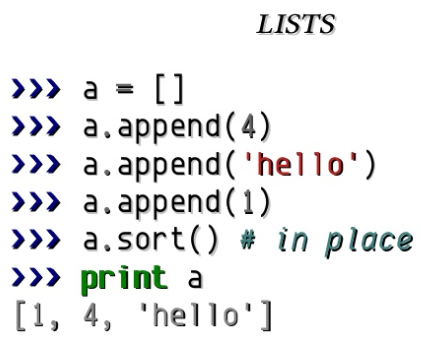 LISTS
>>> a = []
>>> a.append(4)
>>> a.append('hello')
>>> a.append(1)
>>> a.sort() # in place
>>> print a
[1, 4, 'hello']